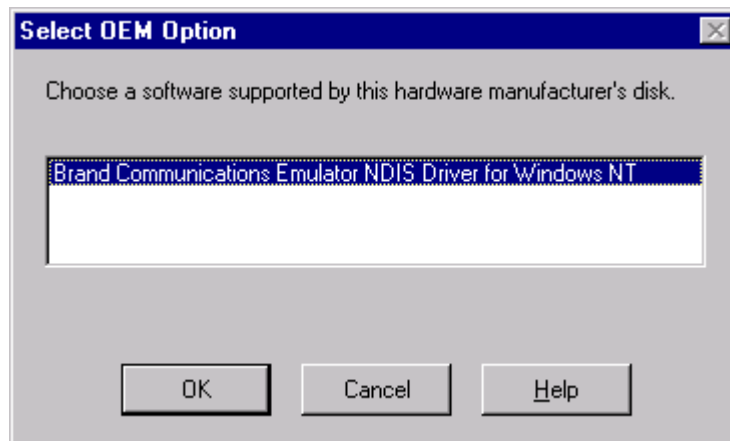 Select OEM Option
Choose a software supported by this hardware manufacturer's disk.
Brand Communications Emulator NDIS Driver for Windows NT
OK Cancel Help